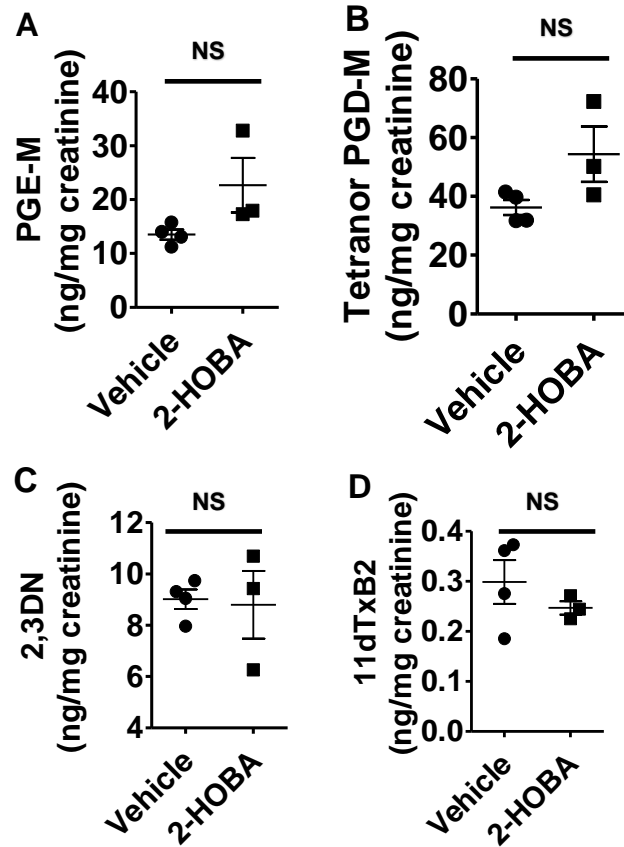 A
NS
PGE-M
(ng/mg creatinine)
40
30
20
10
0
Vehicle
2-HOBA
B
NS
Tetranor PGD-M
(ng/mg creatinine)
80
60
40
20
0
Vehicle
2-HOBA
C
NS
2,3DN
(ng/mg creatinine)
12
10
8
6
4
Vehicle
2-HOBA
D
NS
11dTxB2
(ng/mg creatinine)
0.4
0.3
0.2
0.1
0.0
Vehicle
2-HOBA